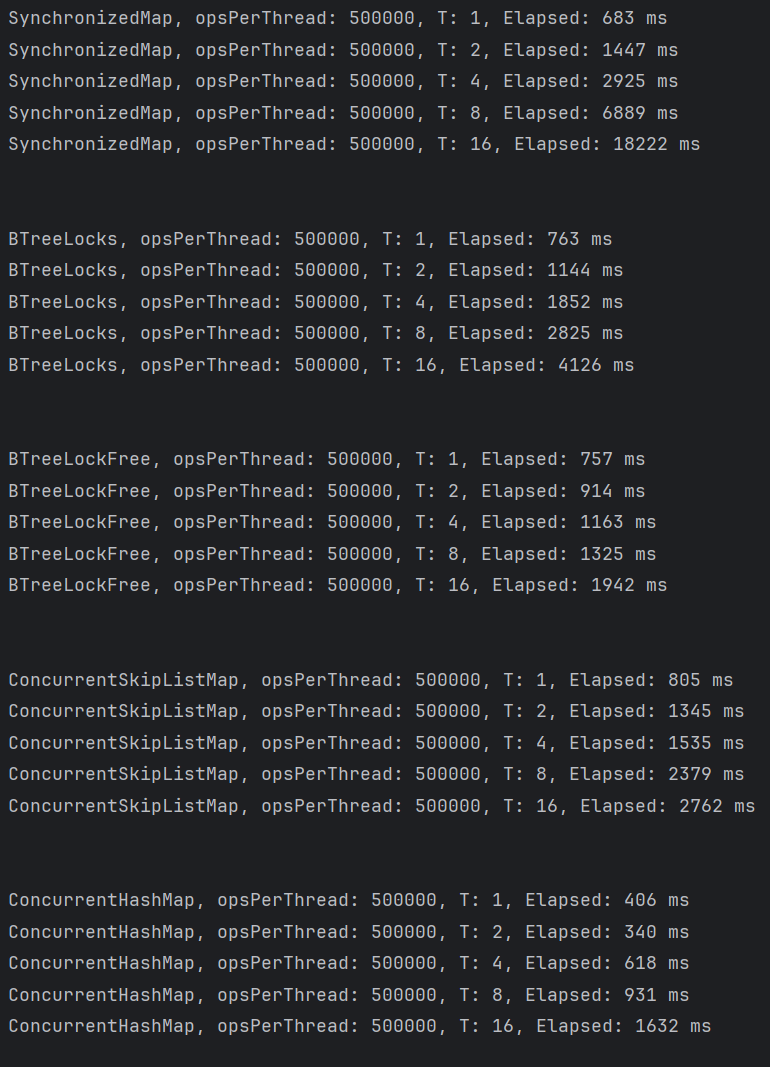 SynchronizedMap, opsPerThread: 500000, T: 1, Elapsed: 683 ms
SynchronizedMap, opsPerThread: 500000, T: 2, Elapsed: 1447 ms
SynchronizedMap, opsPerThread: 500000, T: 4, Elapsed: 2925 ms
SynchronizedMap, opsPerThread: 500000, T: 8, Elapsed: 6889 ms
SynchronizedMap, opsPerThread: 500000, T: 16, Elapsed: 18222 ms
BTreeLocks, opsPerThread: 500000, T: 1, Elapsed: 763 ms
BTreeLocks, opsPerThread: 500000, T: 2, Elapsed: 1144 ms
BTreeLocks, opsPerThread: 500000, T: 4, Elapsed: 1852 ms
BTreeLocks, opsPerThread: 500000, T: 8, Elapsed: 2825 ms
BTreeLocks, opsPerThread: 500000, T: 16, Elapsed: 4126 ms
BTreeLockFree, opsPerThread: 500000, T: 1, Elapsed: 757 ms
BTreeLockFree, opsPerThread: 500000, T: 2, Elapsed: 914 ms
BTreeLockFree, opsPerThread: 500000, T: 4, Elapsed: 1163 ms
BTreeLockFree, opsPerThread: 500000, T: 8, Elapsed: 1325 ms
BTreeLockFree, opsPerThread: 500000, T: 16, Elapsed: 1942 ms
ConcurrentSkipListMap, opsPerThread: 500000, T: 1, Elapsed: 805 ms
ConcurrentSkipListMap, opsPerThread: 500000, T: 2, Elapsed: 1345 ms
ConcurrentSkipListMap, opsPerThread: 500000, T: 4, Elapsed: 1535 ms
ConcurrentSkipListMap, opsPerThread: 500000, T: 8, Elapsed: 2379 ms
ConcurrentSkipListMap, opsPerThread: 500000, T: 16, Elapsed: 2762 ms
ConcurrentHashMap, opsPerThread: 500000, T: 1, Elapsed: 406 ms
ConcurrentHashMap, opsPerThread: 500000, T: 2, Elapsed: 340 ms
ConcurrentHashMap, opsPerThread: 500000, T: 4, Elapsed: 618 ms
ConcurrentHashMap, opsPerThread: 500000, T: 8, Elapsed: 931 ms
ConcurrentHashMap, opsPerThread: 500000, T: 16, Elapsed: 1632 ms